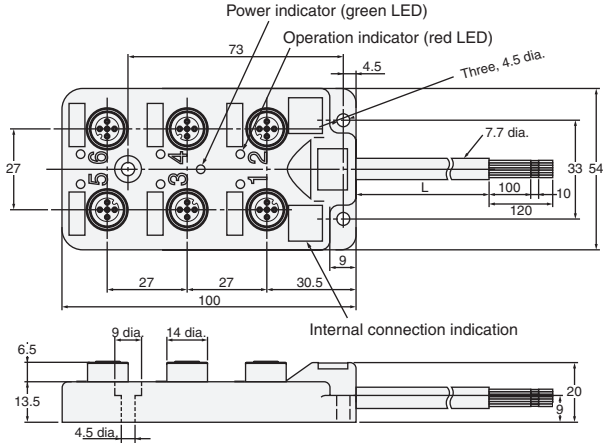 Power indicator (green LED)
Operation indicator (red LED)
73
4.5
Three, 4.5 dia.
7.7 dia.
6
4
2
27
5
3
1
33
54
L
100
10
120
9
27
27
30.5
100
Internal connection indication
9 dia.
14 dia.
6.5
13.5
20
9
4.5 dia.